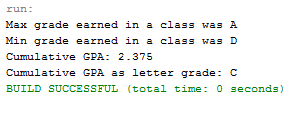 run:
Max grade earned in a class was A
Min grade earned in a class was D
Cumulative GPA: 2.375
Cumulative GPA as letter grade: C
BUILD SUCCESSFUL (total time: 0 seconds)